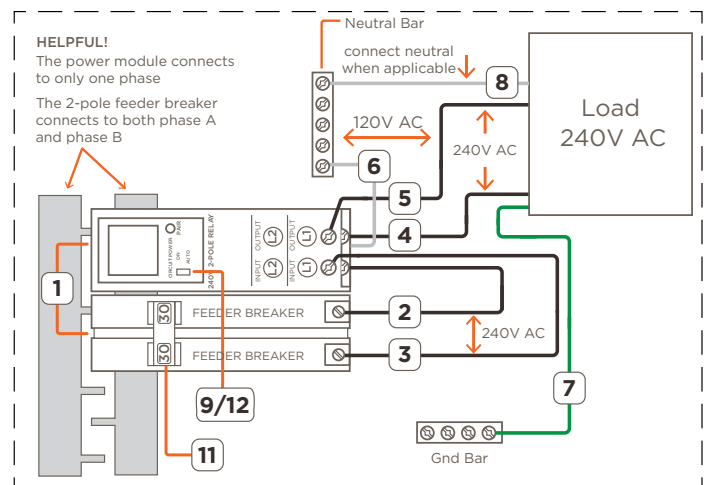 HELPFUL!
The power module connects
to only one phase
The 2-pole feeder breaker
connects to both phase A
and phase B
Neutral Bar
connect neutral
when applicable
8
Load
240V AC
120V AC
240V AC
6
5
4
1
CIRCUIT POWER
ON
AUTO
PAIR
240V 2-POLE RELAY
OUTPUT
L2
OUTPUT
L1
INPUT
L2
INPUT
L1
30
FEEDER BREAKER
2
240V AC
30
FEEDER BREAKER
3
7
9/12
11
Gnd Bar